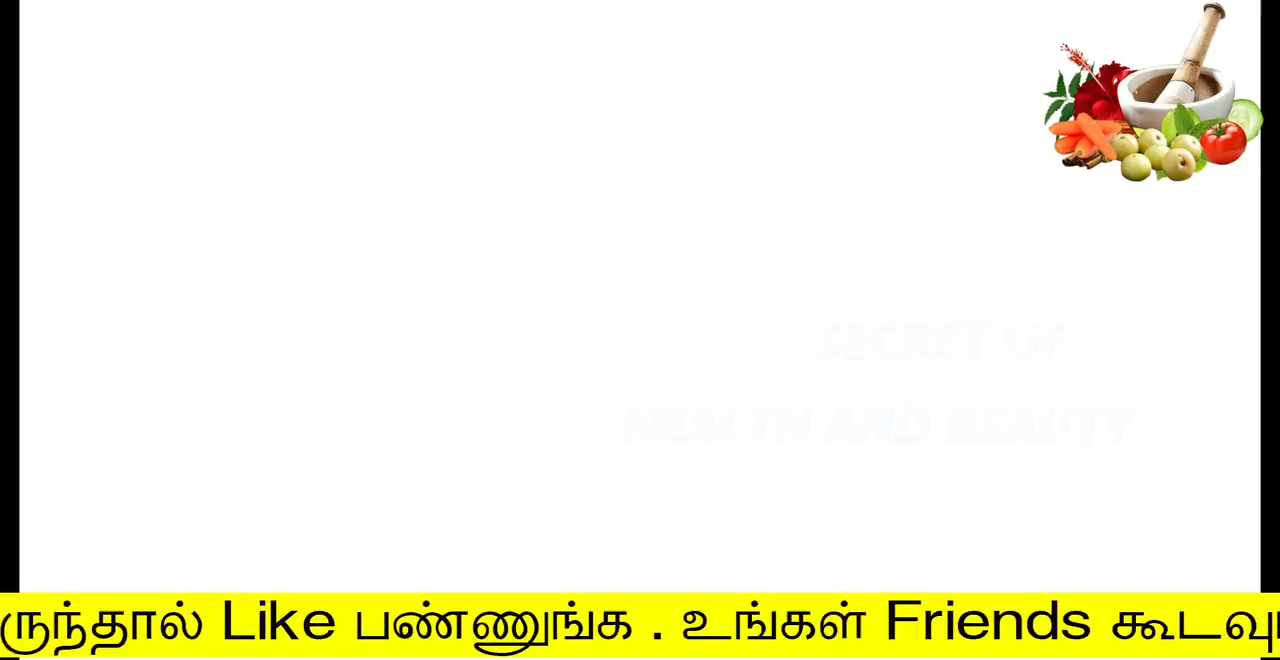 SECRET OF
HEALTH AND BEAUTY
ருந்தால் Like பண்ணுங்க . உங்கள் Friends கூடவு